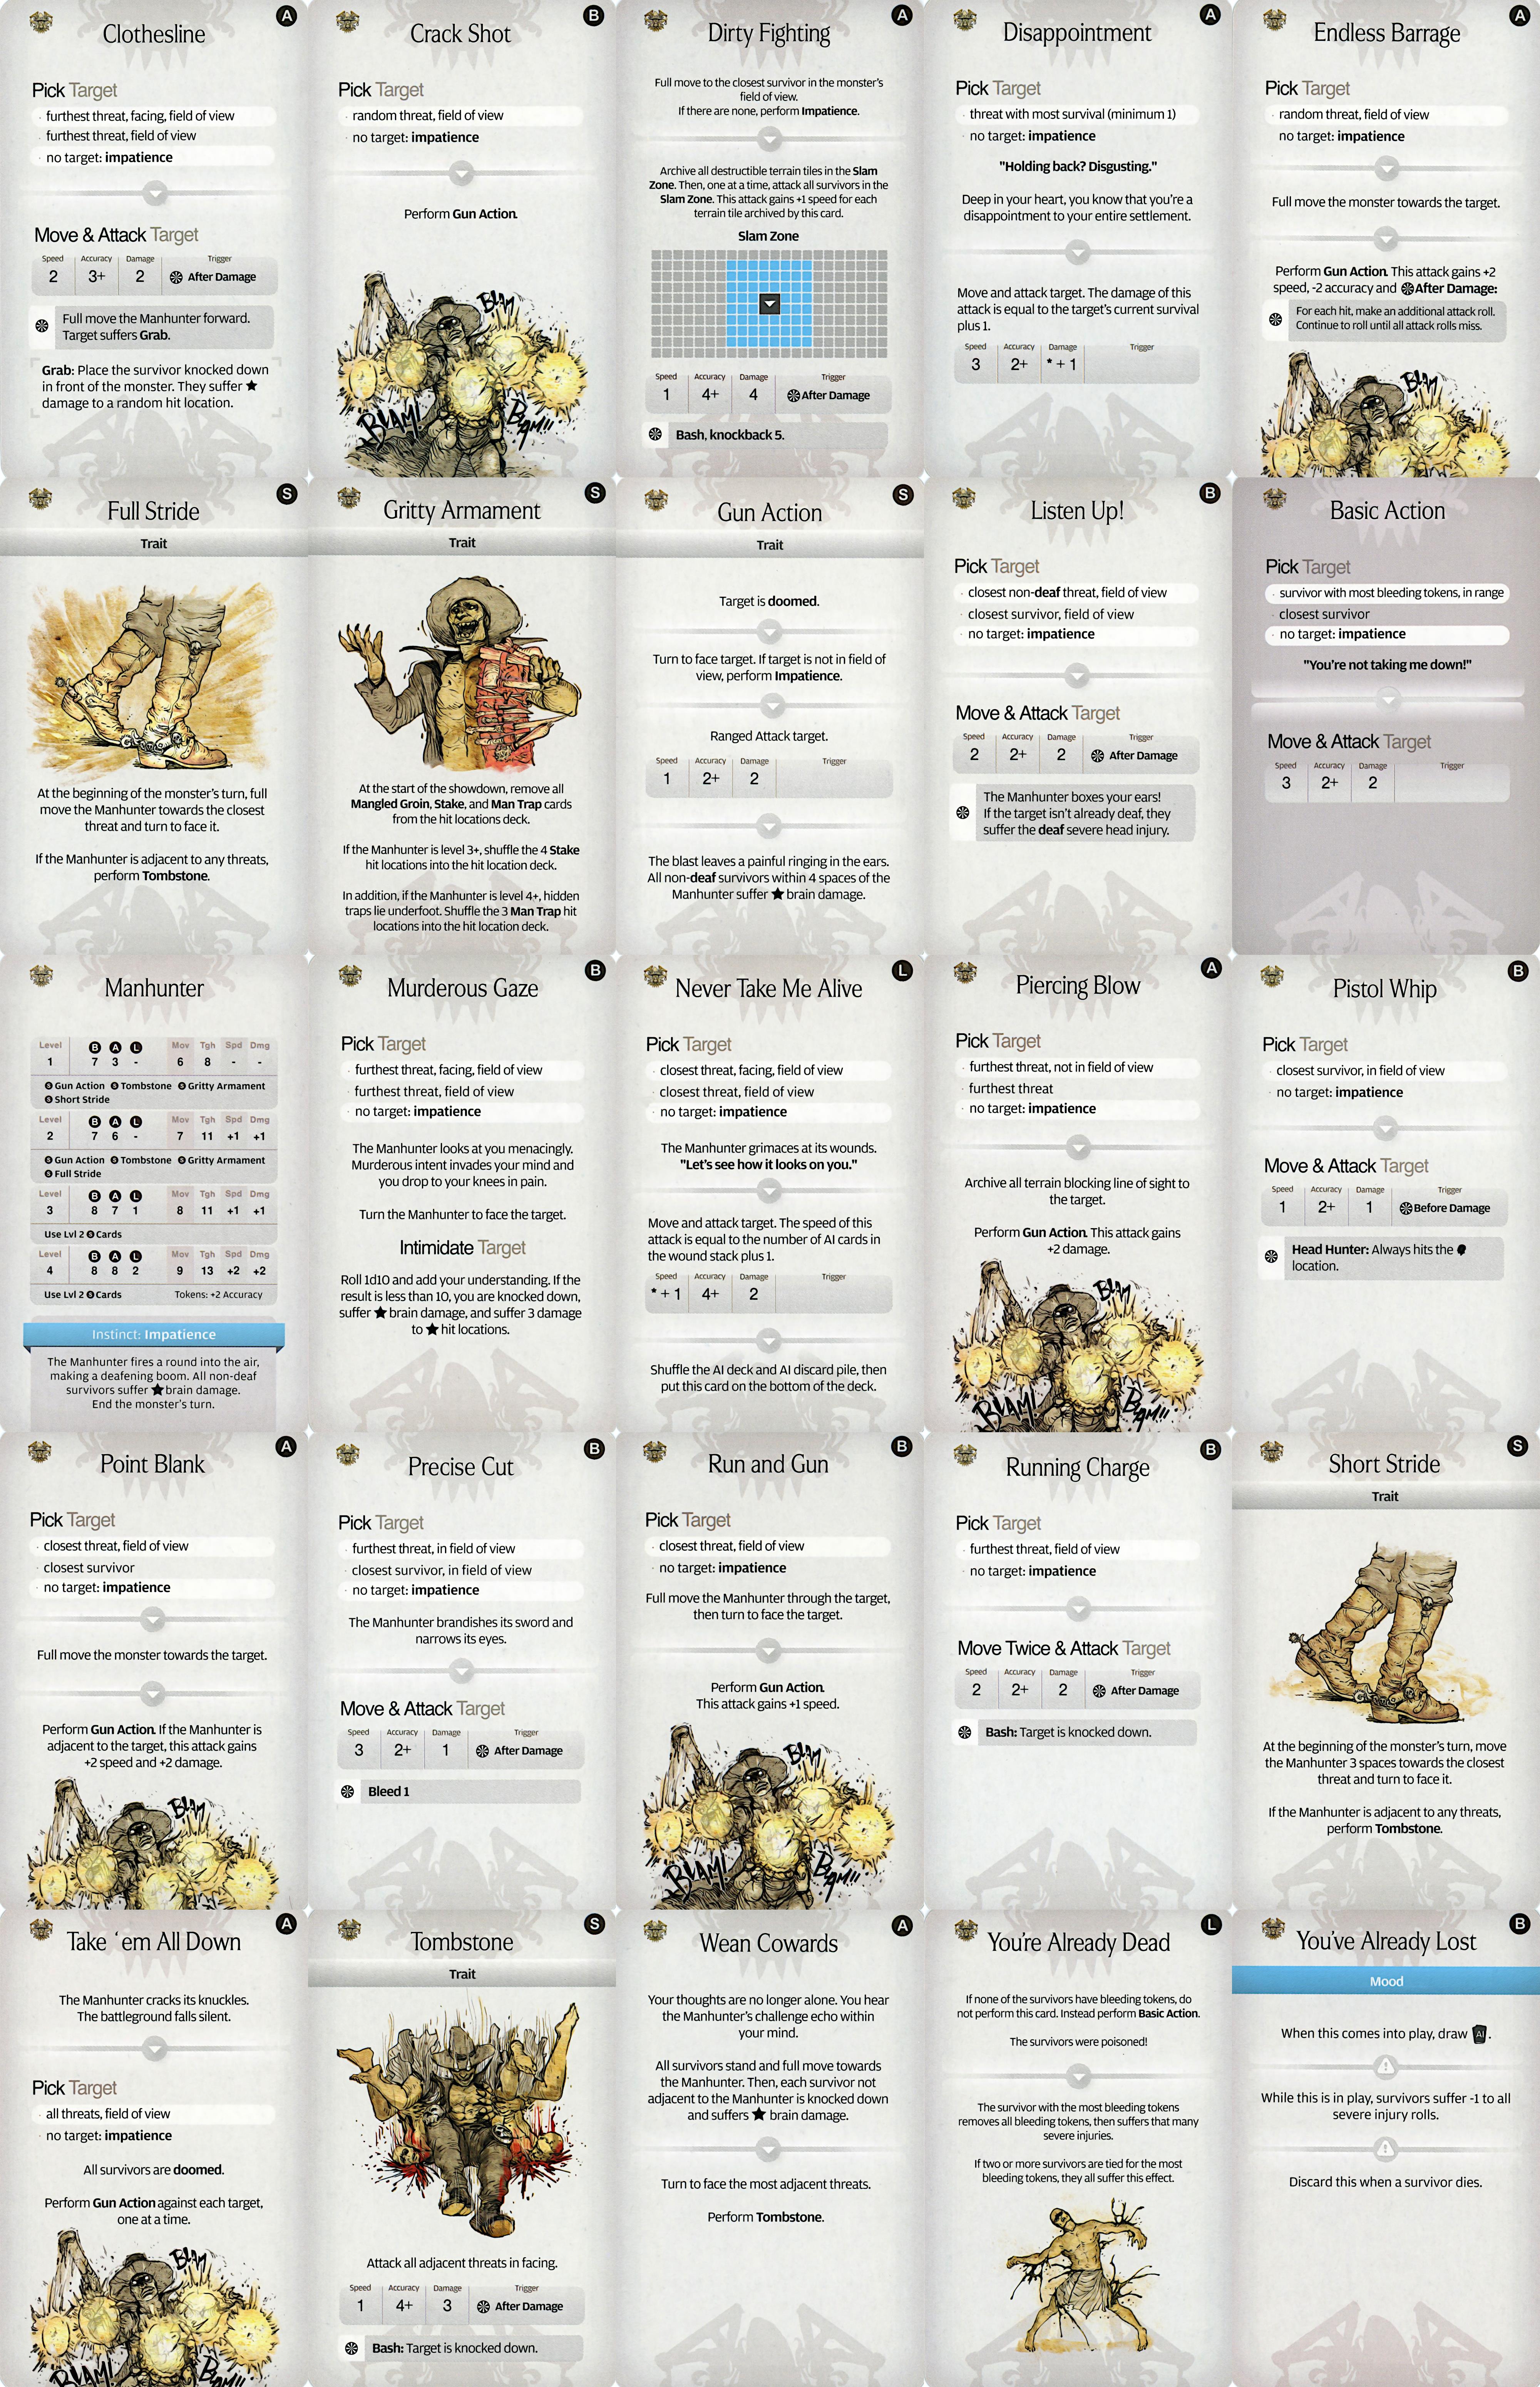 A
Clothesline
Pick Target
· furthest threat, facing, field of view
· furthest threat, field of view
· no target: impatience
Move & Attack Target
Speed Accuracy Damage Trigger
2 3+ 2 After Damage
Full move the Manhunter forward.
Target suffers Grab.
Grab: Place the survivor knocked down
in front of the monster. They suffer ★
damage to a random hit location.
B
Crack Shot
Pick Target
· random threat, field of view
· no target: impatience
Perform Gun Action.
BLAM
BLAM!
BLAM!!
A
Dirty Fighting
Full move to the closest survivor in the monster's
field of view.
If there are none, perform Impatience.
Archive all destructible terrain tiles in the Slam
Zone. Then, one at a time, attack all survivors in the
Slam Zone. This attack gains +1 speed for each
terrain tile archived by this card.
Slam Zone
Speed Accuracy Damage Trigger
1 4+ 4 After Damage
Bash, knockback 5.
A
Disappointment
Pick Target
· threat with most survival (minimum 1)
· no target: impatience
"Holding back? Disgusting."
Deep in your heart, you know that you're a
disappointment to your entire settlement.
Move and attack target. The damage of this
attack is equal to the target's current survival
plus 1.
Speed Accuracy Damage Trigger
3 2+ * + 1
A
Endless Barrage
Pick Target
· random threat, field of view
· no target: impatience
Full move the monster towards the target.
Perform Gun Action. This attack gains +2
speed, -2 accuracy and After Damage:
For each hit, make an additional attack roll.
Continue to roll until all attack rolls miss.
BLAM
S
Full Stride
Trait
At the beginning of the monster's turn, full
move the Manhunter towards the closest
threat and turn to face it.
If the Manhunter is adjacent to any threats,
perform Tombstone.
S
Gritty Armament
Trait
At the start of the showdown, remove all
Mangled Groin, Stake, and Man Trap cards
from the hit locations deck.
If the Manhunter is level 3+, shuffle the 4 Stake
hit locations into the hit location deck.
In addition, if the Manhunter is level 4+, hidden
traps lie underfoot. Shuffle the 3 Man Trap hit
locations into the hit location deck.
S
Gun Action
Trait
Target is doomed.
Turn to face target. If target is not in field of
view, perform Impatience.
Ranged Attack target.
Speed Accuracy Damage Trigger
1 2+ 2
The blast leaves a painful ringing in the ears.
All non-deaf survivors within 4 spaces of the
Manhunter suffer ★ brain damage.
B
Listen Up!
Pick Target
· closest non-deaf threat, field of view
· closest survivor, field of view
· no target: impatience
Move & Attack Target
Speed Accuracy Damage Trigger
2 2+ 2 After Damage
The Manhunter boxes your ears!
If the target isn't already deaf, they
suffer the deaf severe head injury.
Basic Action
Pick Target
· survivor with most bleeding tokens, in range
· closest survivor
· no target: impatience
"You're not taking me down!"
Move & Attack Target
Speed Accuracy Damage Trigger
3 2+ 2
Manhunter
Level B A L Mov Tgh Spd Dmg
1 7 3 - 6 8 - -
S Gun Action S Tombstone S Gritty Armament
S Short Stride
Level B A L Mov Tgh Spd Dmg
2 7 6 - 7 11 +1 +1
S Gun Action S Tombstone S Gritty Armament
S Full Stride
Level B A L Mov Tgh Spd Dmg
3 8 7 1 8 11 +1 +1
Use Lvl 2 S Cards
Level B A L Mov Tgh Spd Dmg
4 8 8 2 9 13 +2 +2
Use Lvl 2 S Cards Tokens: +2 Accuracy
Instinct: Impatience
The Manhunter fires a round into the air,
making a deafening boom. All non-deaf
survivors suffer ★ brain damage.
End the monster's turn.
B
Murderous Gaze
Pick Target
· furthest threat, facing, field of view
· furthest threat, field of view
· no target: impatience
The Manhunter looks at you menacingly.
Murderous intent invades your mind and
you drop to your knees in pain.
Turn the Manhunter to face the target.
Intimidate Target
Roll 1d10 and add your understanding. If the
result is less than 10, you are knocked down,
suffer ★ brain damage, and suffer 3 damage
to ★ hit locations.
L
Never Take Me Alive
Pick Target
· closest threat, facing, field of view
· closest threat, field of view
· no target: impatience
The Manhunter grimaces at its wounds.
"Let's see how it looks on you."
Move and attack target. The speed of this
attack is equal to the number of AI cards in
the wound stack plus 1.
Speed Accuracy Damage Trigger
* + 1 4+ 2
Shuffle the AI deck and AI discard pile, then
put this card on the bottom of the deck.
A
Piercing Blow
Pick Target
· furthest threat, not in field of view
· furthest threat
· no target: impatience
Archive all terrain blocking line of sight to
the target.
Perform Gun Action. This attack gains
+2 damage.
BLAM
BLAM!
BLAM!!
B
Pistol Whip
Pick Target
· closest survivor, in field of view
· no target: impatience
Move & Attack Target
Speed Accuracy Damage Trigger
1 2+ 1 Before Damage
Head Hunter: Always hits the
location.
A
Point Blank
Pick Target
· closest threat, field of view
· closest survivor
· no target: impatience
Full move the monster towards the target.
Perform Gun Action. If the Manhunter is
adjacent to the target, this attack gains
+2 speed and +2 damage.
BLAM
B
Precise Cut
Pick Target
· furthest threat, in field of view
· closest survivor, in field of view
· no target: impatience
The Manhunter brandishes its sword and
narrows its eyes.
Move & Attack Target
Speed Accuracy Damage Trigger
3 2+ 1 After Damage
Bleed 1
B
Run and Gun
Pick Target
· closest threat, field of view
· no target: impatience
Full move the Manhunter through the target,
then turn to face the target.
Perform Gun Action.
This attack gains +1 speed.
BLAM
BLAM!
BLAM!!
B
Running Charge
Pick Target
· furthest threat, field of view
· no target: impatience
Move Twice & Attack Target
Speed Accuracy Damage Trigger
2 2+ 2 After Damage
Bash: Target is knocked down.
S
Short Stride
Trait
At the beginning of the monster's turn, move
the Manhunter 3 spaces towards the closest
threat and turn to face it.
If the Manhunter is adjacent to any threats,
perform Tombstone.
A
Take ‘em All Down
The Manhunter cracks its knuckles.
The battleground falls silent.
Pick Target
· all threats, field of view
· no target: impatience
All survivors are doomed.
Perform Gun Action against each target,
one at a time.
BLAM
BLAM!
BLAM!!
S
Tombstone
Trait
Attack all adjacent threats in facing.
Speed Accuracy Damage Trigger
1 4+ 3 After Damage
Bash: Target is knocked down.
A
Wean Cowards
Your thoughts are no longer alone. You hear
the Manhunter's challenge echo within
your mind.
All survivors stand and full move towards
the Manhunter. Then, each survivor not
adjacent to the Manhunter is knocked down
and suffers ★ brain damage.
Turn to face the most adjacent threats.
Perform Tombstone.
L
You're Already Dead
If none of the survivors have bleeding tokens, do
not perform this card. Instead perform Basic Action.
The survivors were poisoned!
The survivor with the most bleeding tokens
removes all bleeding tokens, then suffers that many
severe injuries.
If two or more survivors are tied for the most
bleeding tokens, they all suffer this effect.
B
You've Already Lost
Mood
When this comes into play, draw AI.
While this is in play, survivors suffer -1 to all
severe injury rolls.
Discard this when a survivor dies.